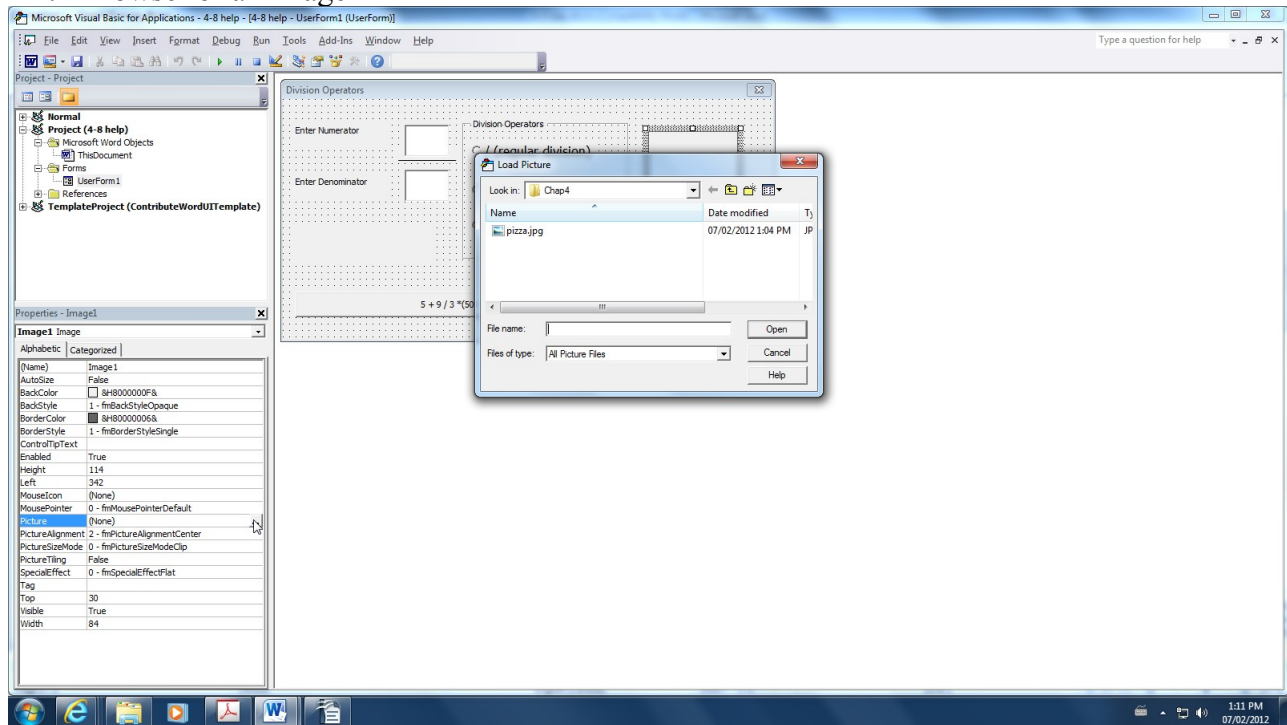 Microsoft Visual Basic for Applications - 4-8 help - [4-8 help - UserForm1 (UserForm)]
File Edit View Insert Format Debug Run Tools Add-Ins Window Help
Type a question for help
Project - Project
Normal
Project (4-8 help)
Microsoft Word Objects
ThisDocument
Forms
UserForm1
References
TemplateProject (ContributeWordUITemplate)
Division Operators
Enter Numerator
Division Operators
/ (regular division)
Enter Denominator
5 + 9 / 3 *(50
Load Picture
Look in: Chap4
Name Date modified
pizza.jpg 07/02/2012 1:04 PM JP
File name: Open
Files of type: All Picture Files Cancel
Help
Properties - Image1
Image1 Image
Alphabetic Categorized
(Name) Image1
AutoSize False
BackColor &H8000000F&
BackStyle 1 - fmBackStyleOpaque
BorderColor &H80000006&
BorderStyle 1 - fmBorderStyleSingle
ControlTipText
Enabled True
Height 114
Left 342
MouseIcon (None)
MousePointer 0 - fmMousePointerDefault
Picture (None)
PictureAlignment 2 - fmPictureAlignmentCenter
PictureSizeMode 0 - fmPictureSizeModeClip
PictureTiling False
SpecialEffect 0 - fmSpecialEffectFlat
Tag
Top 30
Visible True
Width 84
1:11 PM
07/02/2012